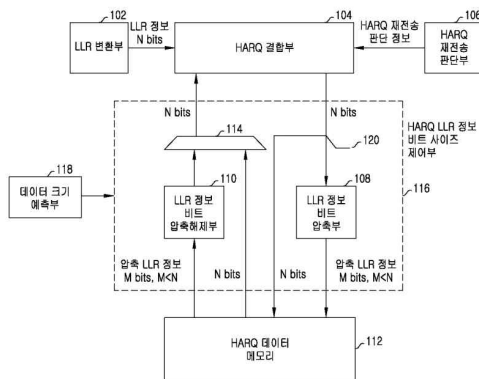 102
LLR 변환부
LLR 정보
N bits
104
HARQ 결합부
HARQ 재전송
판단 정보
106
HARQ
재전송
판단부
N bits
N bits
HARQ LLR 정보
비트 사이즈
제어부
114
120
116
118
데이터 크기
예측부
110
LLR 정보
비트
압축해제부
108
LLR 정보
비트
압축부
압축 LLR 정보
M bits, M<N
N bits
N bits
압축 LLR 정보
M bits, M<N
HARQ 데이터
메모리
112